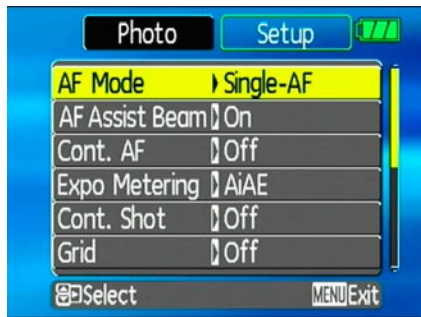 Photo Setup
AF Mode Single-AF
AF Assist Beam On
Cont. AF Off
Expo Metering AiAE
Cont. Shot Off
Grid Off
Select MENU Exit